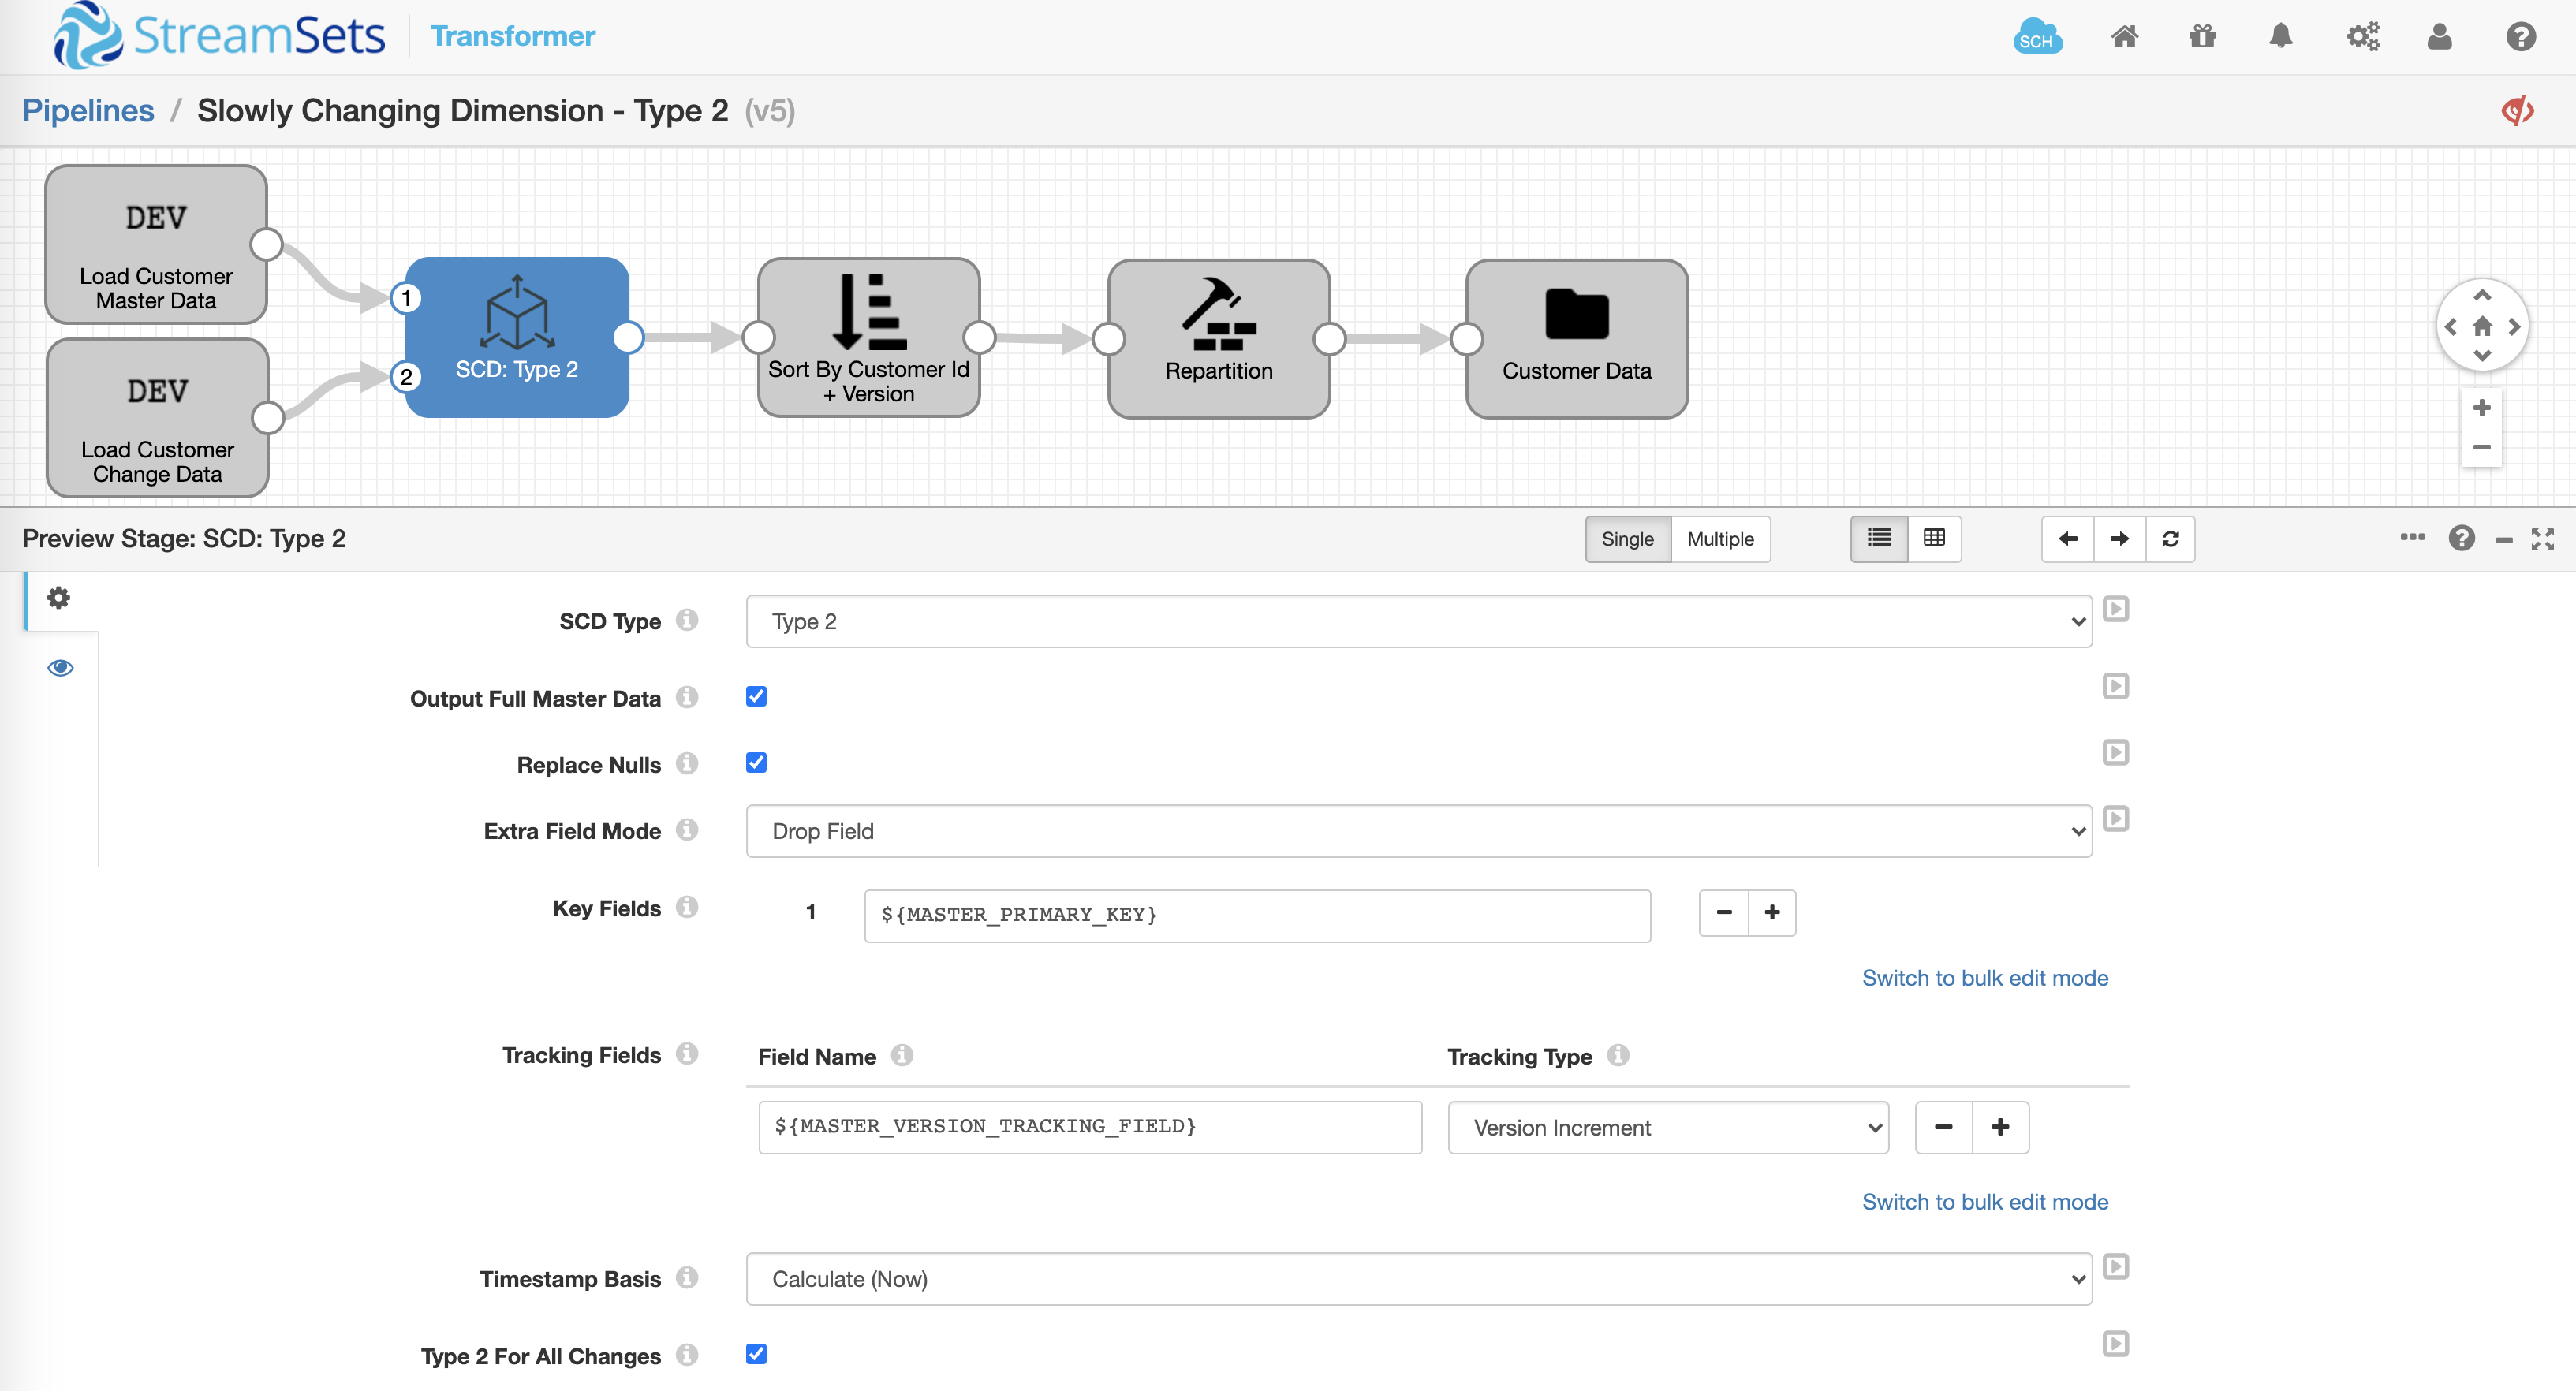 StreamSets Transformer SCH
Pipelines / Slowly Changing Dimension - Type 2 (v5)
DEV
Load Customer
Master Data
DEV
Load Customer
Change Data
1
2
SCD: Type 2
Sort By Customer Id
+ Version
Repartition
Customer Data
Preview Stage: SCD: Type 2 Single Multiple
SCD Type Type 2
Output Full Master Data
Replace Nulls
Extra Field Mode Drop Field
Key Fields 1 ${MASTER_PRIMARY_KEY}
Switch to bulk edit mode
Tracking Fields Field Name Tracking Type
${MASTER_VERSION_TRACKING_FIELD} Version Increment
Switch to bulk edit mode
Timestamp Basis Calculate (Now)
Type 2 For All Changes